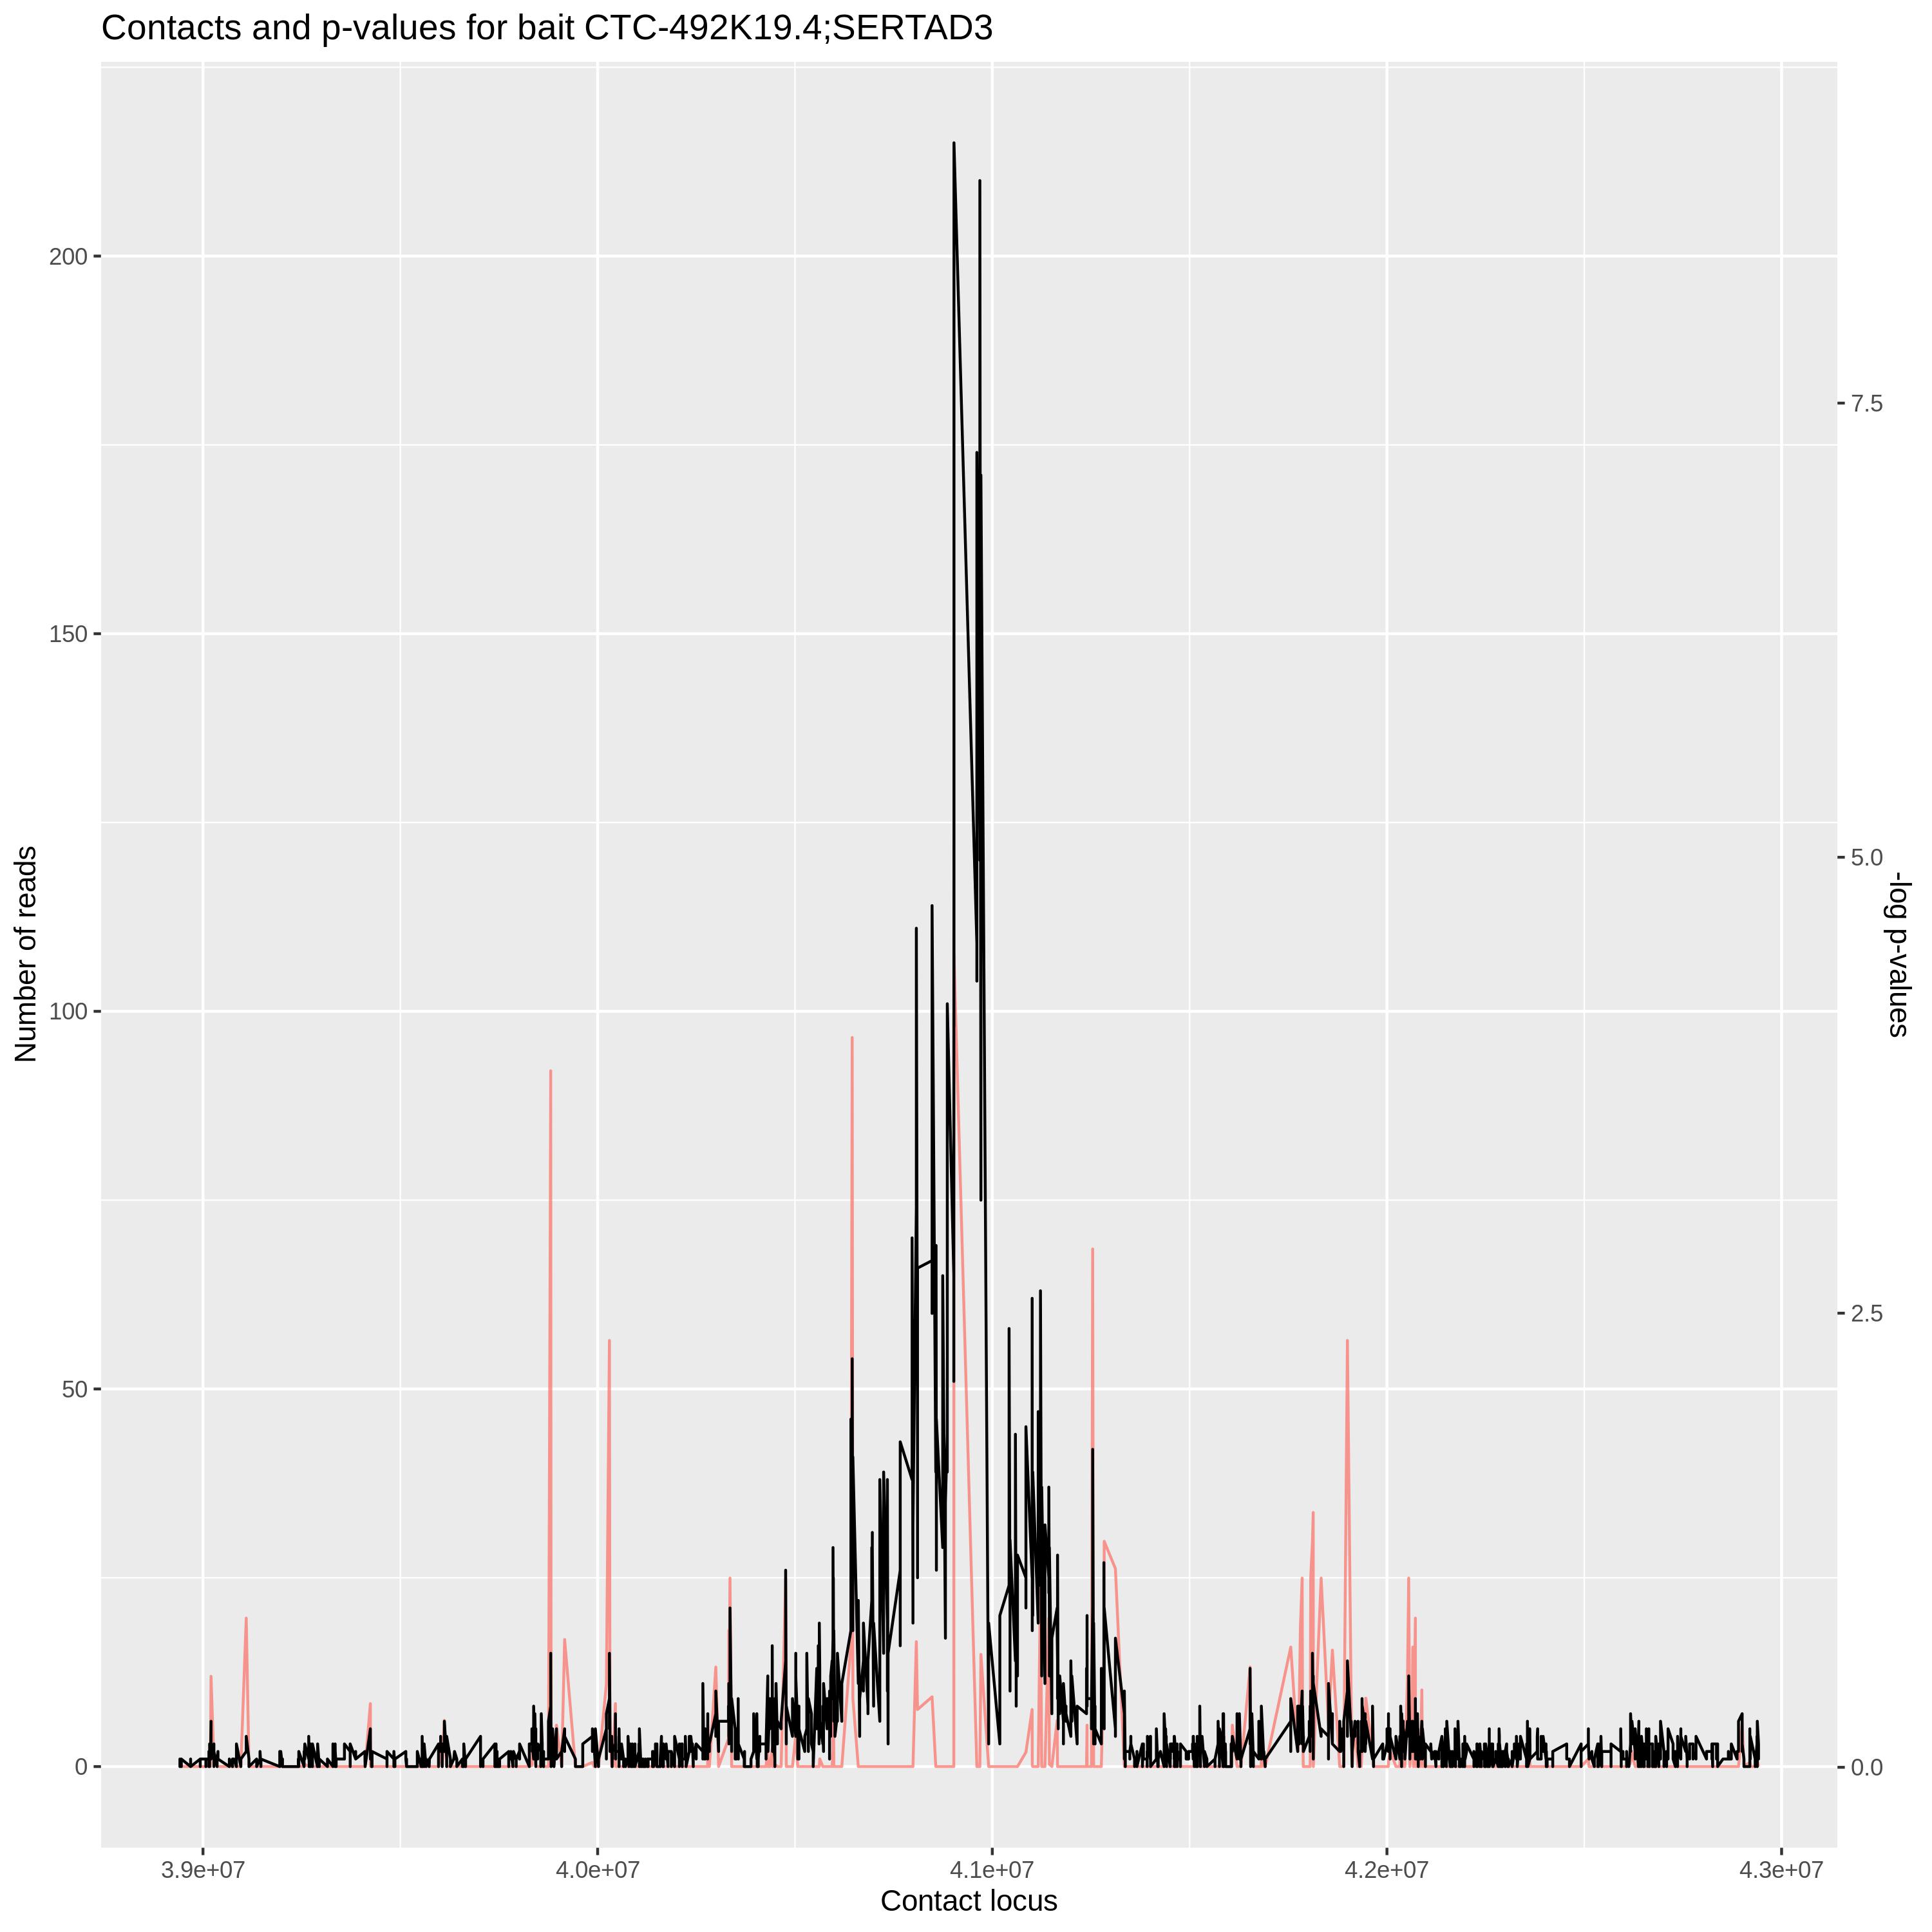 Contacts and p-values for bait CTC-492K19.4;SERTAD3
Number of reads
200
150
100
50
0
7.5
5.0
2.5
0.0
-log p-values
3.9e+07
4.0e+07
4.1e+07
4.2e+07
4.3e+07
Contact locus